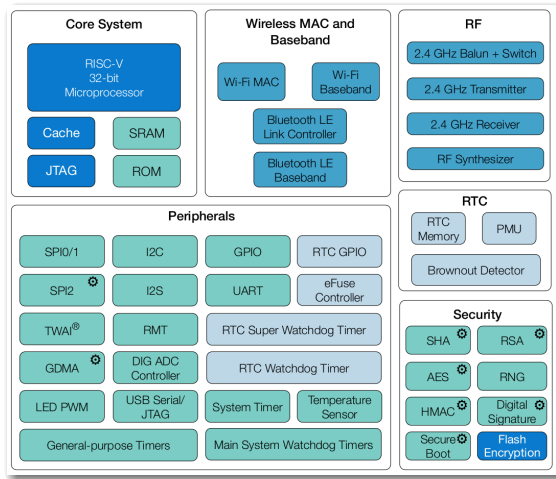 Core System
RISC-V
32-bit
Microprocessor
Cache
SRAM
JTAG
ROM
Wireless MAC and
Baseband
Wi-Fi MAC
Wi-Fi
Baseband
Bluetooth LE
Link Controller
Bluetooth LE
Baseband
RF
2.4 GHz Balun + Switch
2.4 GHz Transmitter
2.4 GHz Receiver
RF Synthesizer
RTC
RTC
Memory
PMU
Brownout Detector
Peripherals
SPI0/1
I2C
GPIO
RTC GPIO
SPI2
I2S
UART
eFuse
Controller
TWAI®
RMT
RTC Super Watchdog Timer
GDMA
DIG ADC
Controller
RTC Watchdog Timer
LED PWM
USB Serial/
JTAG
System Timer
Temperature
Sensor
General-purpose Timers
Main System Watchdog Timers
Security
SHA
RSA
AES
RNG
HMAC
Digital
Signature
Secure
Boot
Flash
Encryption